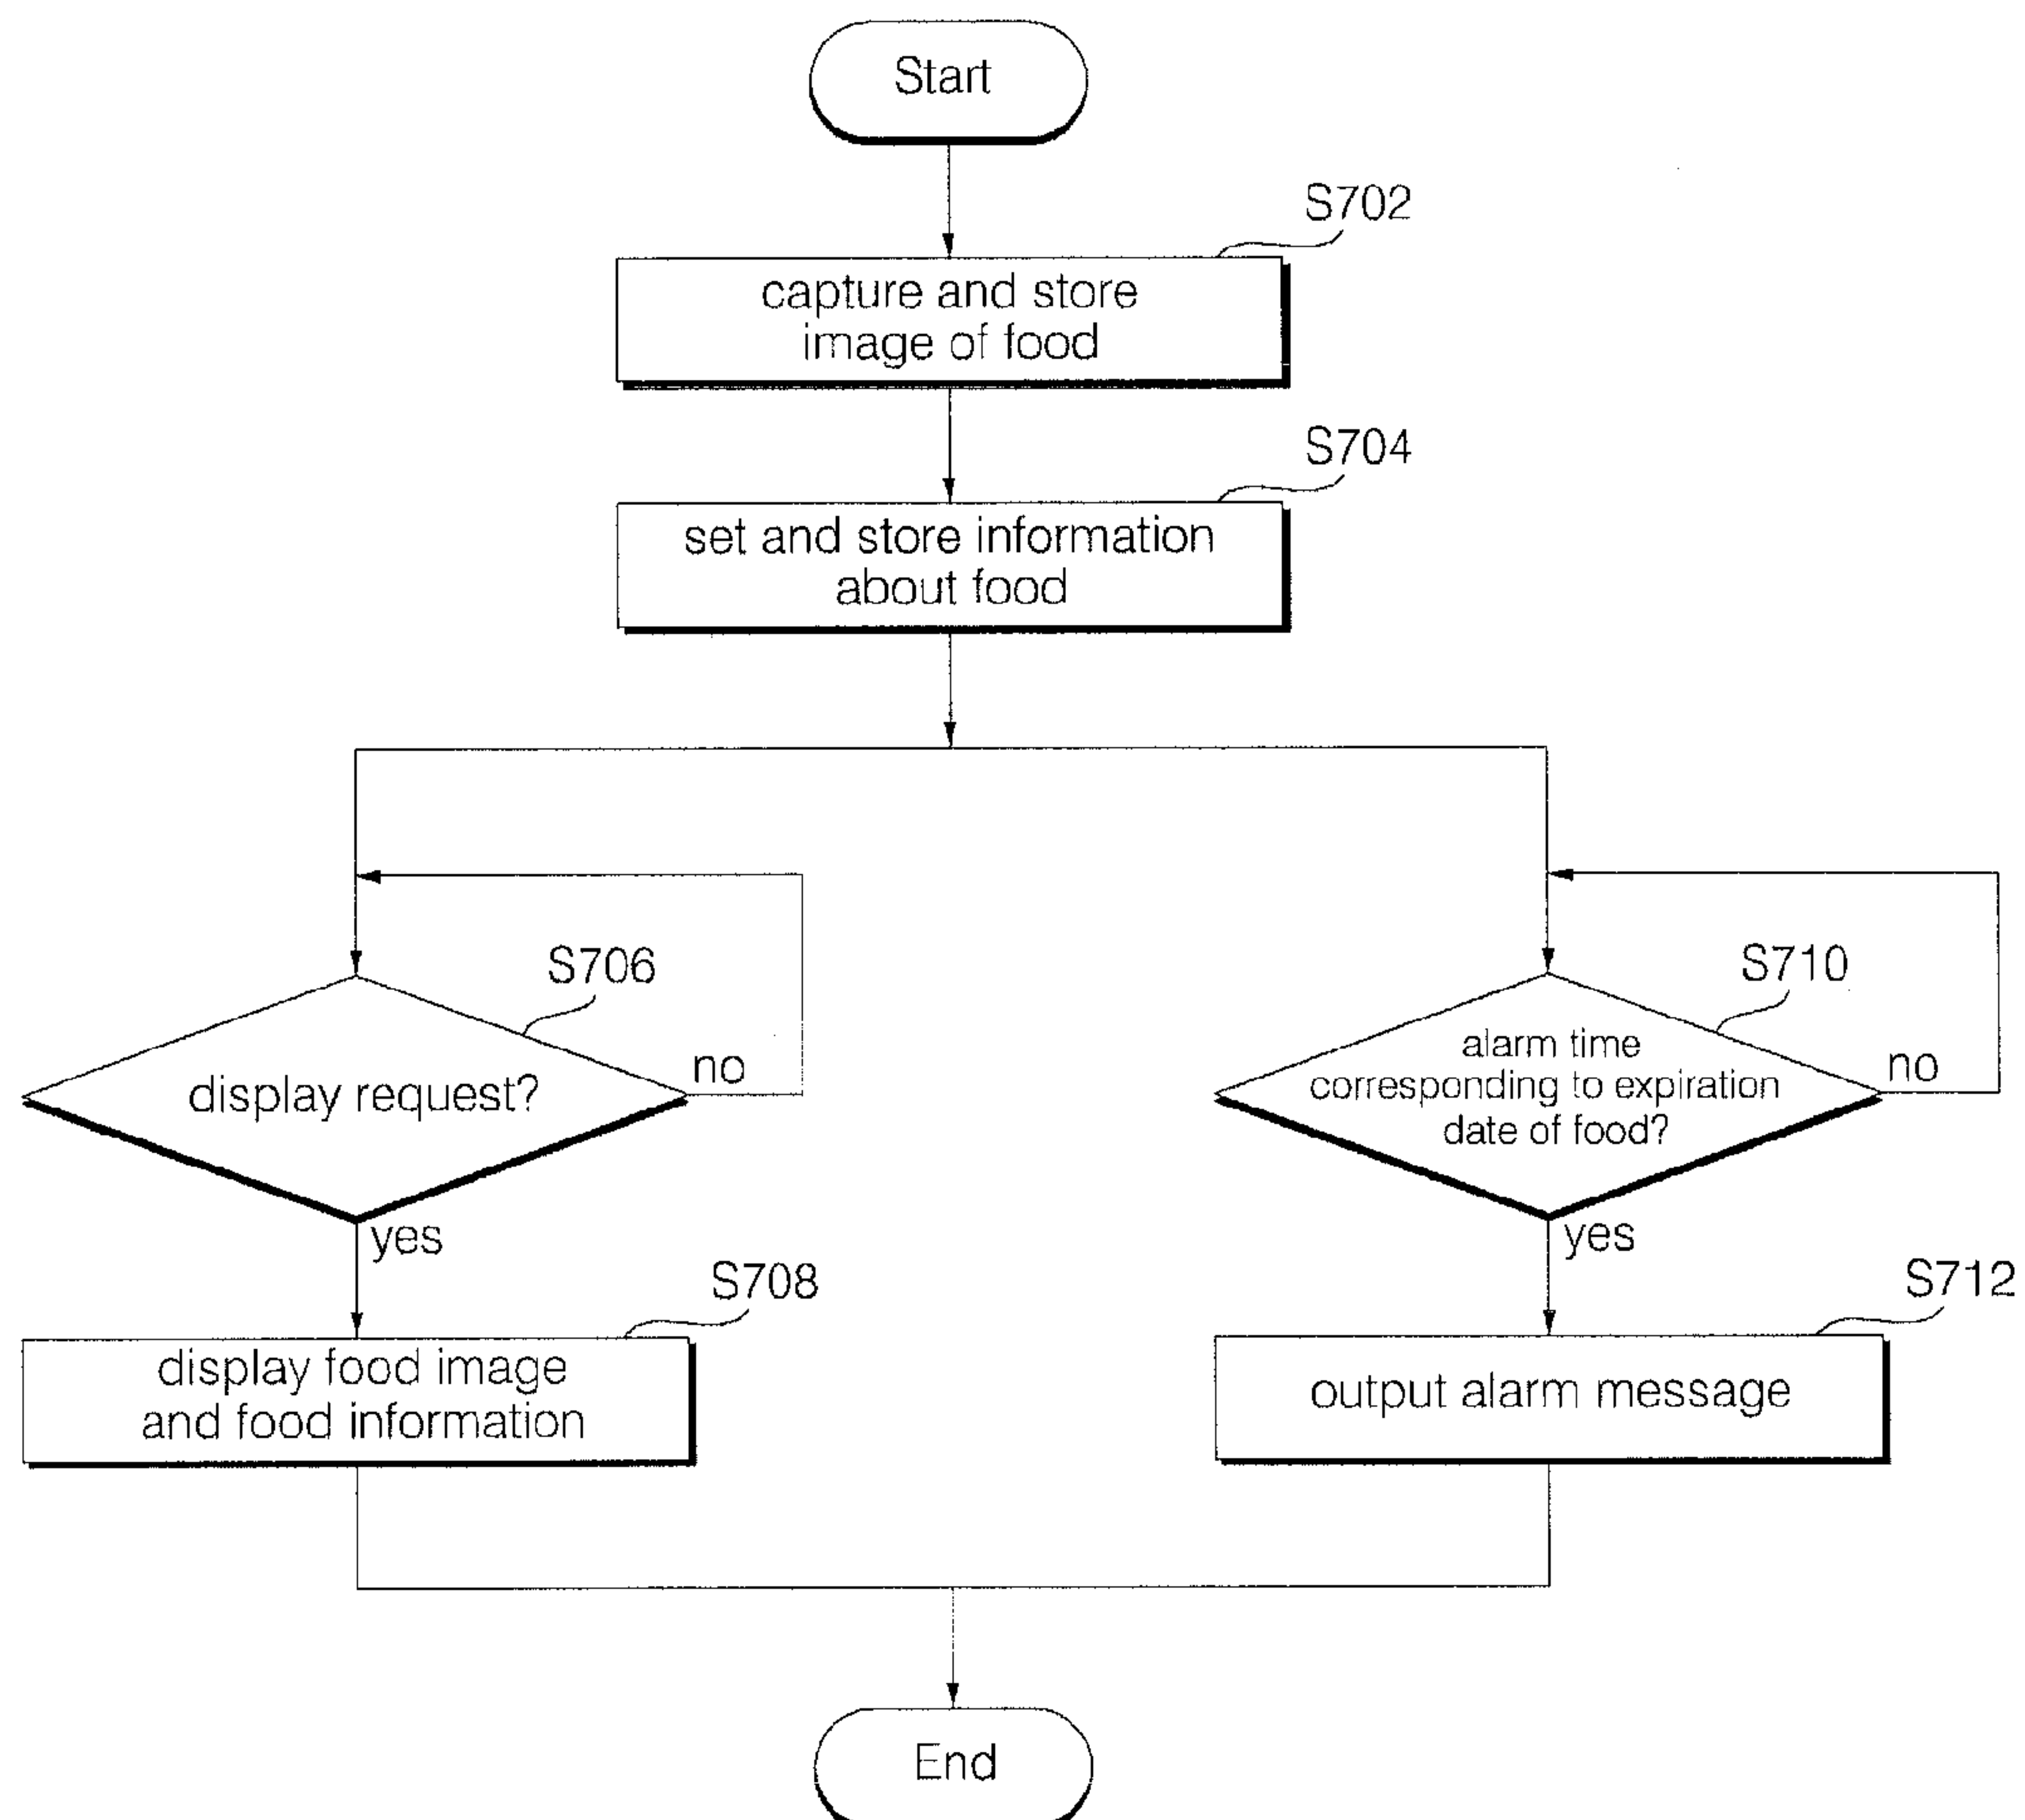 Start
S702
capture and store
image of food
S704
set and store information
about food
S706
display request?
no
yes
S708
display food image
and food information
S710
alarm time
corresponding to expiration
date of food?
no
yes
S712
output alarm message
End